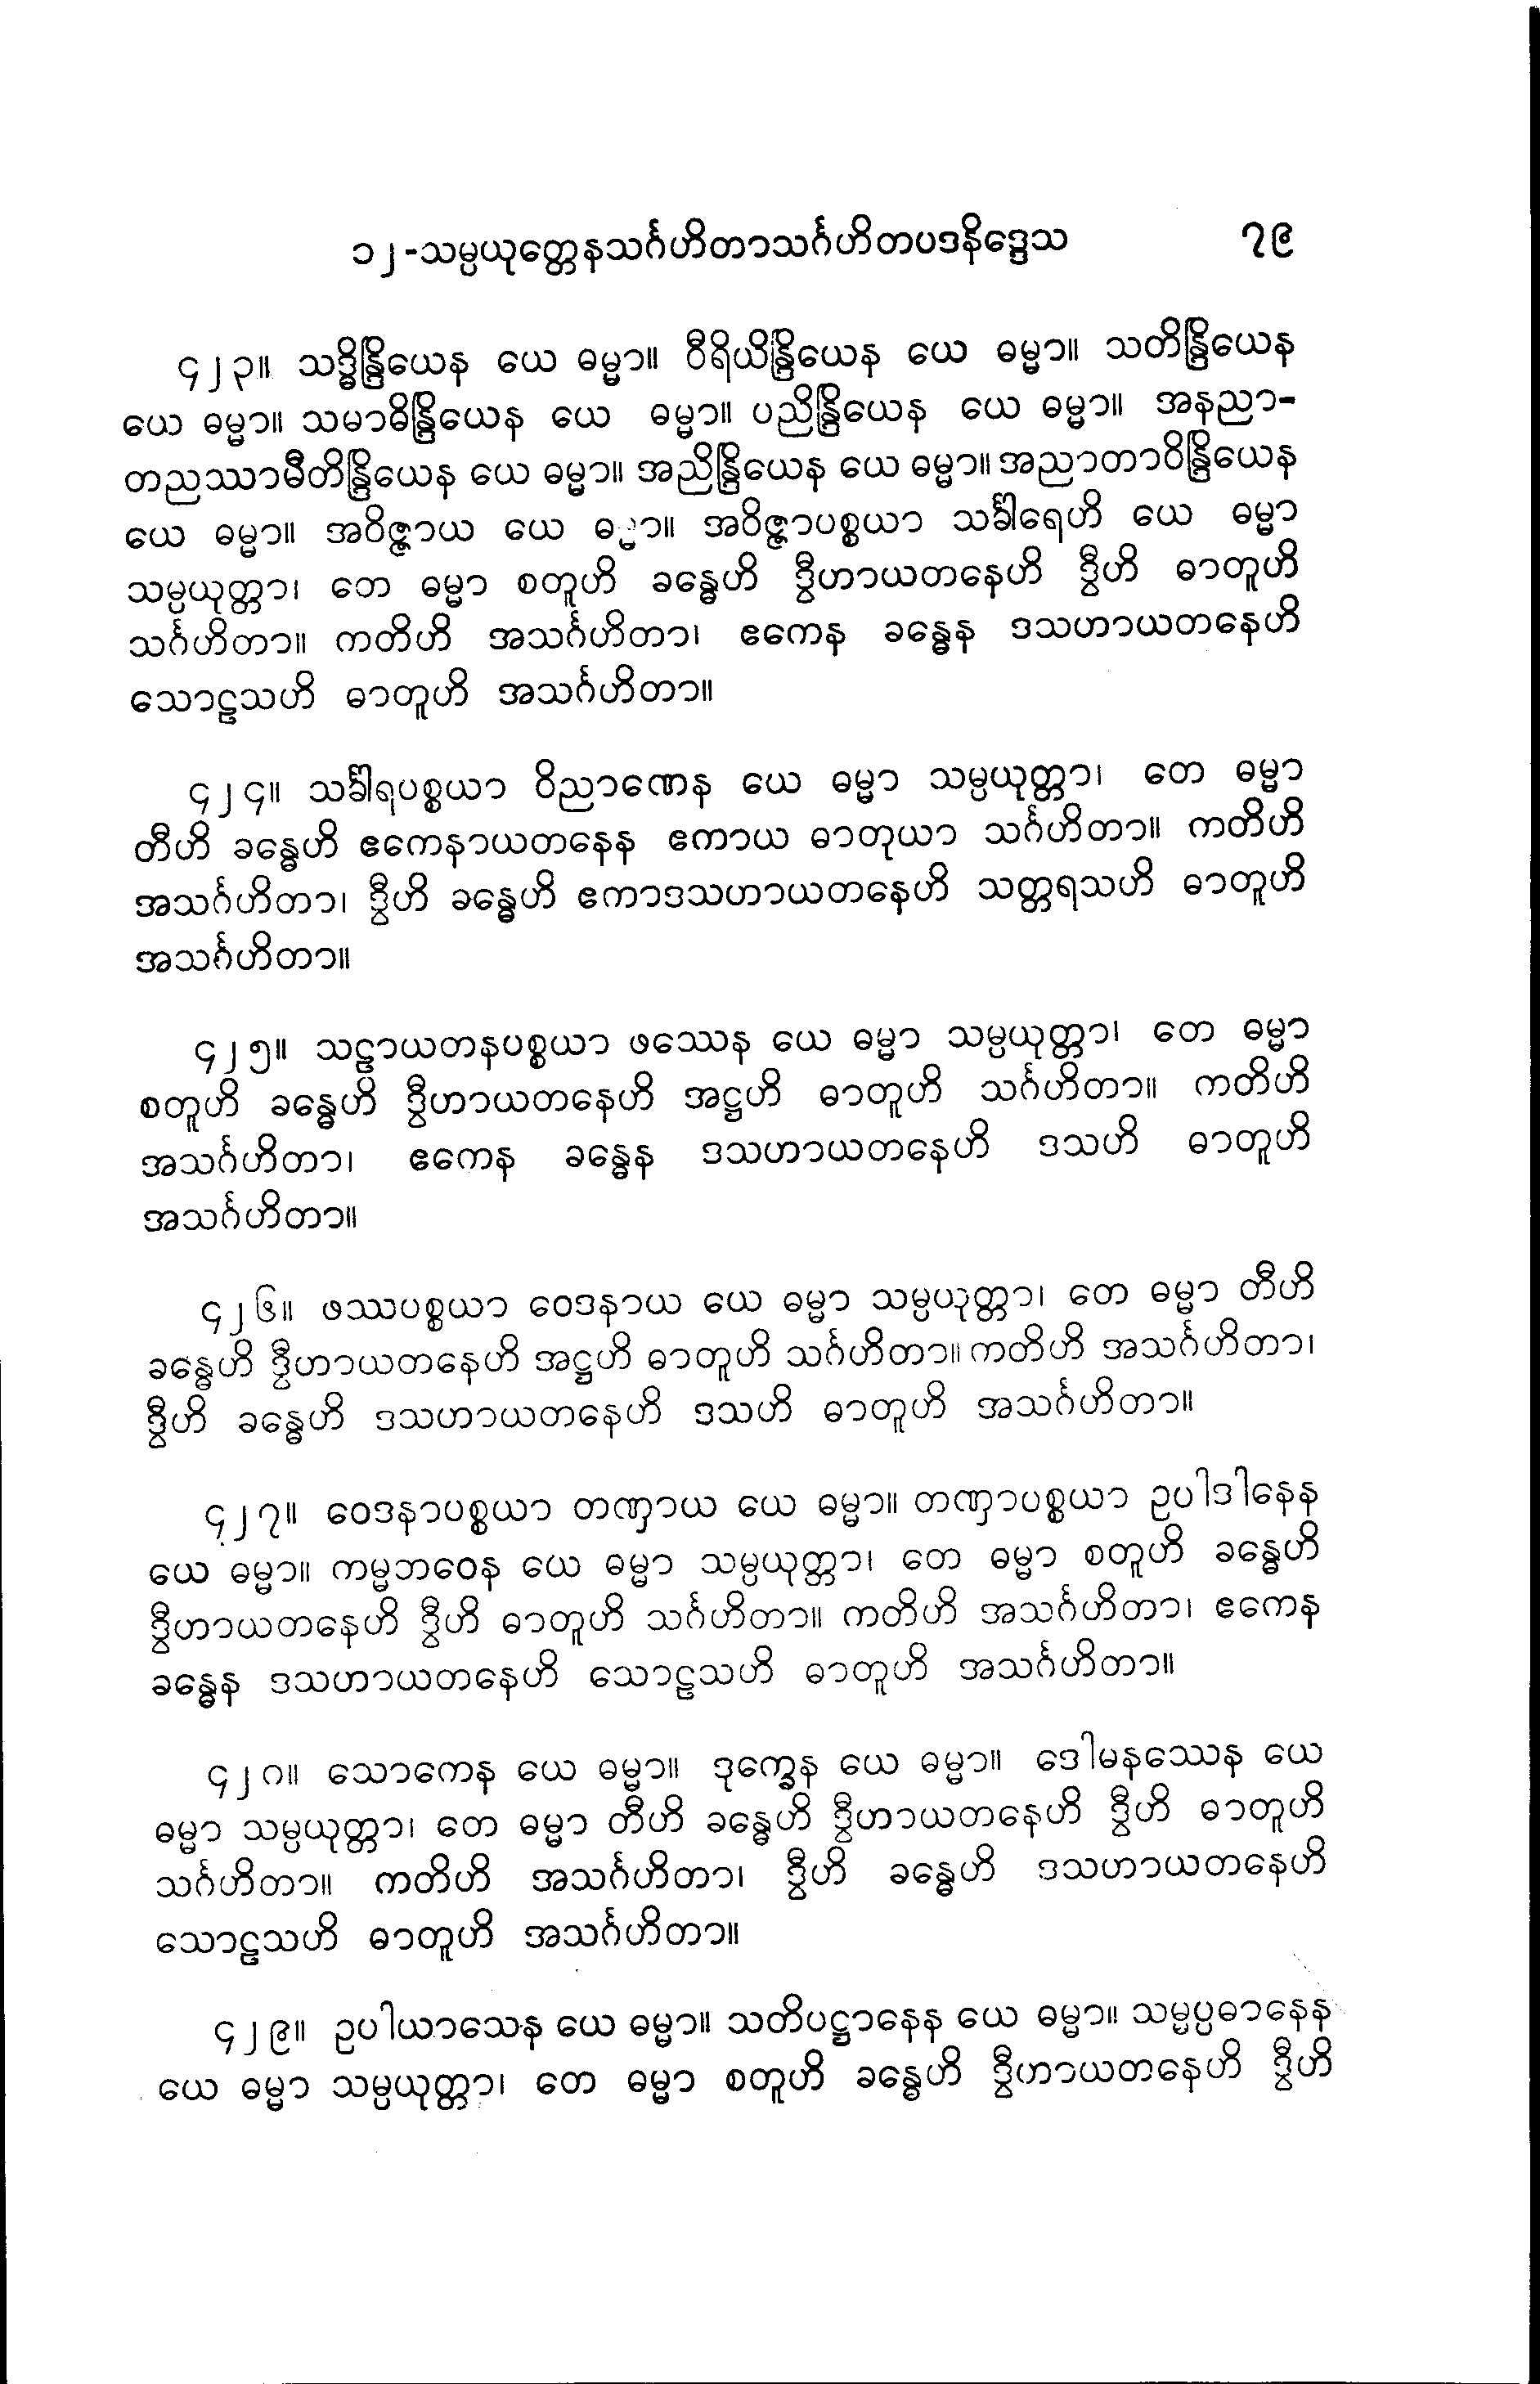 ၁၂-သမ္ပယုတ္တေနသင်္ဂဟိတာသင်္ဂဟိတပဒနိဒ္ဒေသ ၇၉
၄၂၃။ သဒ္ဓိန္ဒြိယေန ယေ ဓမ္မာ။ ဝီရိယိန္ဒြိယေန ယေ ဓမ္မာ။ သတိန္ဒြိယေန
ယေ ဓမ္မာ။ သမာဓိန္ဒြိယေန ယေ ဓမ္မာ။ ပညိန္ဒြိယေန ယေ ဓမ္မာ။ အနညာ-
တညဿာမီတိန္ဒြိယေန ယေ ဓမ္မာ။ အညိန္ဒြိယေန ယေ ဓမ္မာ။ အညာတာဝိန္ဒြိယေန
ယေ ဓမ္မာ။ အဝိဇ္ဇာယ ယေ ဓမ္မာ။ အဝိဇ္ဇာပစ္စယာ သင်္ခါရေဟိ ယေ ဓမ္မာ
သမ္ပယုတ္တာ၊ တေ ဓမ္မာ စတူဟိ ခန္ဓေဟိ ဒွီဟာယတနေဟိ ဒွီဟိ ဓာတူဟိ
သင်္ဂဟိတာ။ ကတိဟိ အသင်္ဂဟိတာ၊ ဧကေန ခန္ဓေန ဒသဟာယတနေဟိ
သောဠသဟိ ဓာတူဟိ အသင်္ဂဟိတာ။
၄၂၄။ သင်္ခါရပစ္စယာ ဝိညာဏေန ယေ ဓမ္မာ သမ္ပယုတ္တာ၊ တေ ဓမ္မာ
တီဟိ ခန္ဓေဟိ ဧကေနာယတနေန ဧကာယ ဓာတုယာ သင်္ဂဟိတာ။ ကတိဟိ
အသင်္ဂဟိတာ၊ ဒွီဟိ ခန္ဓေဟိ ဧကာဒသဟာယတနေဟိ သတ္တရသဟိ ဓာတူဟိ
အသင်္ဂဟိတာ။
၄၂၅။ သဠာယတနပစ္စယာ ဖဿေန ယေ ဓမ္မာ သမ္ပယုတ္တာ၊ တေ ဓမ္မာ
စတူဟိ ခန္ဓေဟိ ဒွီဟာယတနေဟိ အဋ္ဌဟိ ဓာတူဟိ သင်္ဂဟိတာ။ ကတိဟိ
အသင်္ဂဟိတာ၊ ဧကေန ခန္ဓေန ဒသဟာယတနေဟိ ဒသဟိ ဓာတူဟိ
အသင်္ဂဟိတာ။
၄၂၆။ ဖဿပစ္စယာ ဝေဒနာယ ယေ ဓမ္မာ သမ္ပယုတ္တာ၊ တေ ဓမ္မာ တီဟိ
ခန္ဓေဟိ ဒွီဟာယတနေဟိ အဋ္ဌဟိ ဓာတူဟိ သင်္ဂဟိတာ။ ကတိဟိ အသင်္ဂဟိတာ၊
ဒွီဟိ ခန္ဓေဟိ ဒသဟာယတနေဟိ ဒသဟိ ဓာတူဟိ အသင်္ဂဟိတာ။
၄၂၇။ ဝေဒနာပစ္စယာ တဏှာယ ယေ ဓမ္မာ။ တဏှာပစ္စယာ ဥပါဒါနေန
ယေ ဓမ္မာ။ ကမ္မဘဝေန ယေ ဓမ္မာ သမ္ပယုတ္တာ၊ တေ ဓမ္မာ စတူဟိ ခန္ဓေဟိ
ဒွီဟာယတနေဟိ ဒွီဟိ ဓာတူဟိ သင်္ဂဟိတာ။ ကတိဟိ အသင်္ဂဟိတာ၊ ဧကေန
ခန္ဓေန ဒသဟာယတနေဟိ သောဠသဟိ ဓာတူဟိ အသင်္ဂဟိတာ။
၄၂၈။ သောကေန ယေ ဓမ္မာ။ ဒုက္ခေန ယေ ဓမ္မာ။ ဒေါမနဿေန ယေ
ဓမ္မာ သမ္ပယုတ္တာ၊ တေ ဓမ္မာ တီဟိ ခန္ဓေဟိ ဒွီဟာယတနေဟိ ဒွီဟိ ဓာတူဟိ
သင်္ဂဟိတာ။ ကတိဟိ အသင်္ဂဟိတာ၊ ဒွီဟိ ခန္ဓေဟိ ဒသဟာယတနေဟိ
သောဠသဟိ ဓာတူဟိ အသင်္ဂဟိတာ။
၄၂၉။ ဥပါယာသေန ယေ ဓမ္မာ။ သတိပဋ္ဌာနေန ယေ ဓမ္မာ။ သမ္မပ္ပဓာနေန
ယေ ဓမ္မာ သမ္ပယုတ္တာ၊ တေ ဓမ္မာ စတူဟိ ခန္ဓေဟိ ဒွီဟာယတနေဟိ ဒွီဟိ